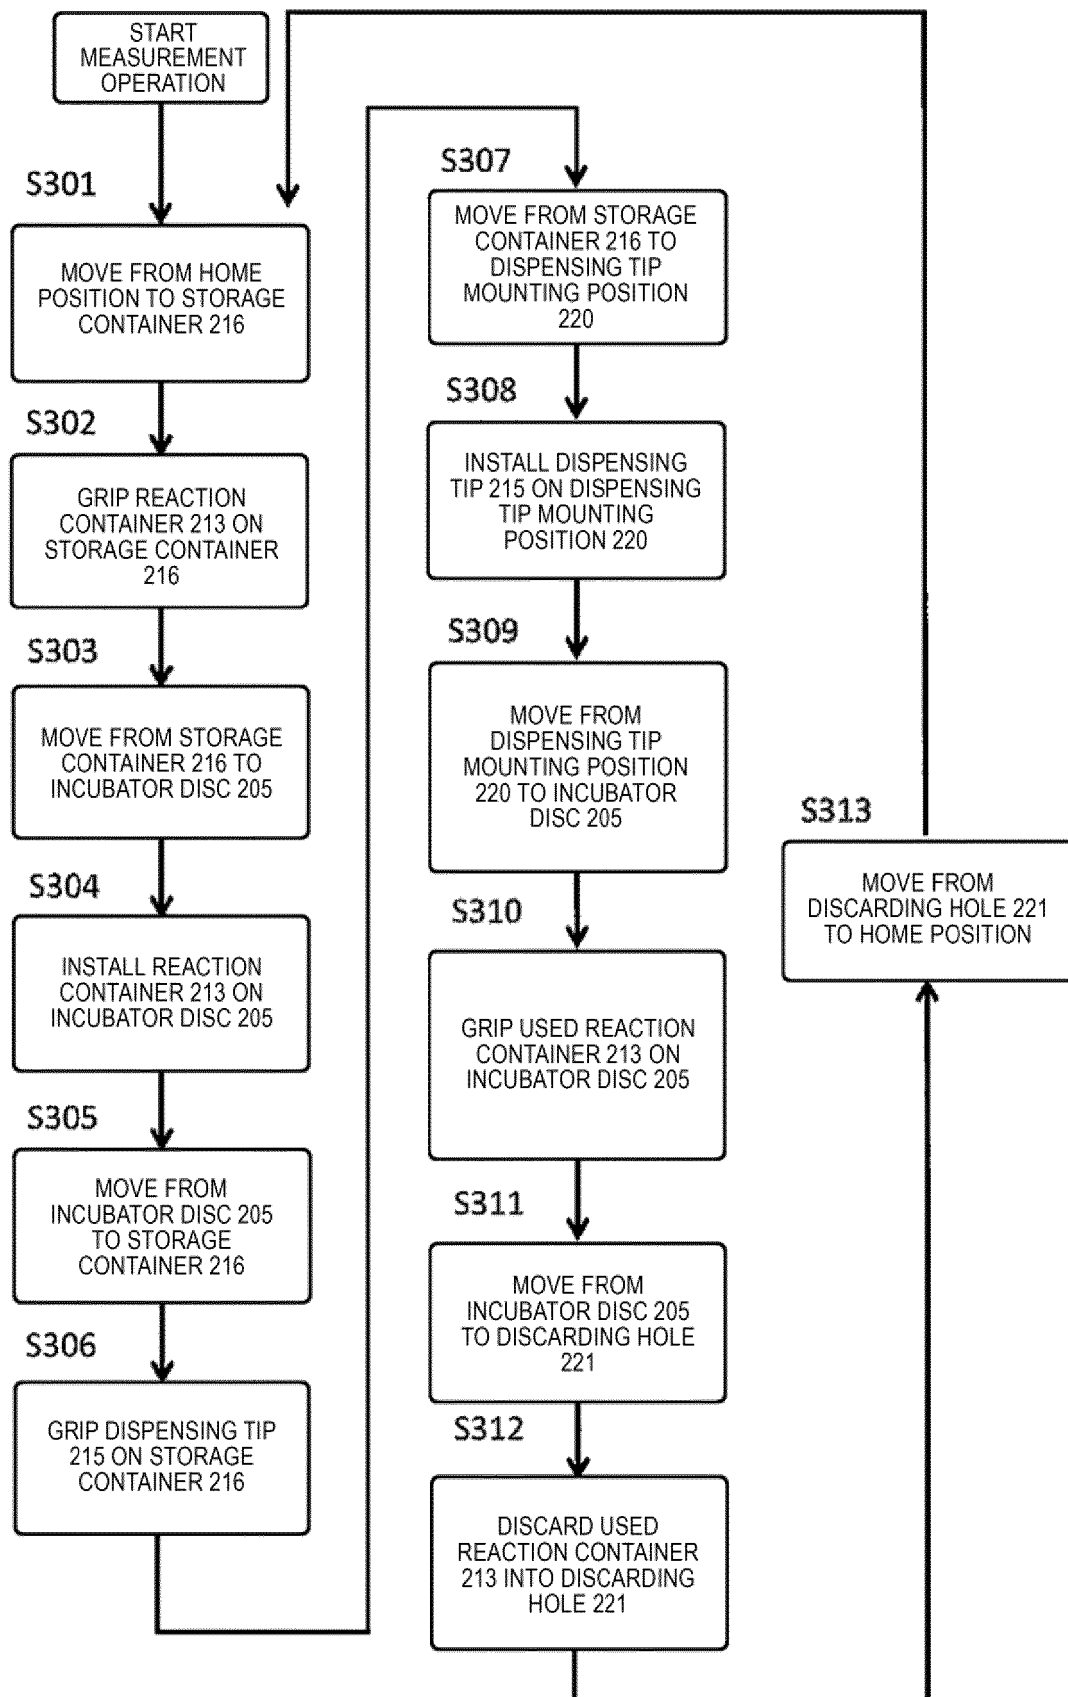 START
MEASUREMENT
OPERATION
S301
MOVE FROM HOME
POSITION TO STORAGE
CONTAINER 216
S302
GRIP REACTION
CONTAINER 213 ON
STORAGE CONTAINER
216
S303
MOVE FROM STORAGE
CONTAINER 216 TO
INCUBATOR DISC 205
S304
INSTALL REACTION
CONTAINER 213 ON
INCUBATOR DISC 205
S305
MOVE FROM
INCUBATOR DISC 205
TO STORAGE
CONTAINER 216
S306
GRIP DISPENSING TIP
215 ON STORAGE
CONTAINER 216
S307
MOVE FROM STORAGE
CONTAINER 216 TO
DISPENSING TIP
MOUNTING POSITION
220
S308
INSTALL DISPENSING
TIP 215 ON DISPENSING
TIP MOUNTING
POSITION 220
S309
MOVE FROM
DISPENSING TIP
MOUNTING POSITION
220 TO INCUBATOR
DISC 205
S310
GRIP USED REACTION
CONTAINER 213 ON
INCUBATOR DISC 205
S311
MOVE FROM
INCUBATOR DISC 205
TO DISCARDING HOLE
221
S312
DISCARD USED
REACTION CONTAINER
213 INTO DISCARDING
HOLE 221
S313
MOVE FROM
DISCARDING HOLE 221
TO HOME POSITION